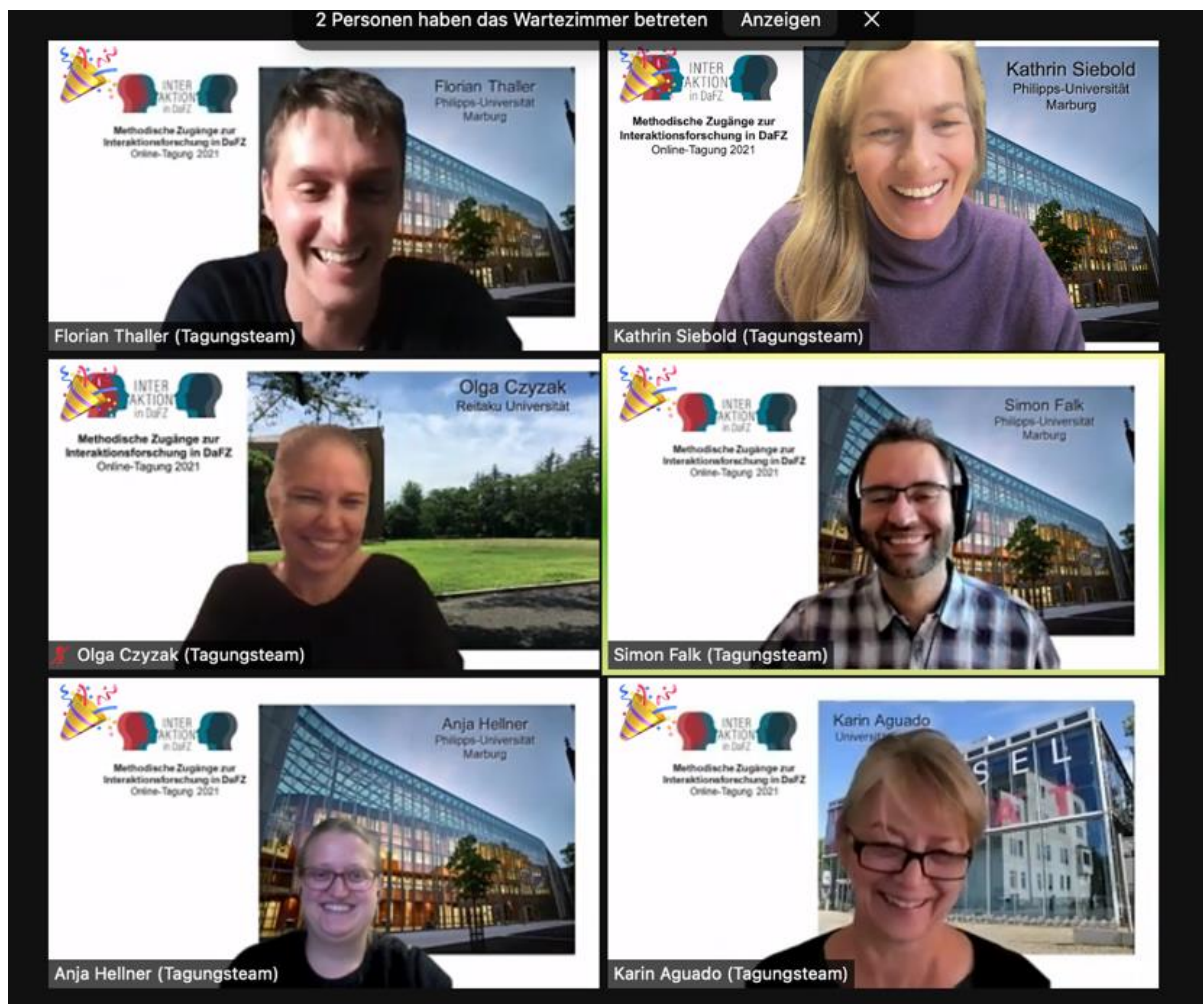 2 Personen haben das Wartezimmer betreten Anzeigen ×
INTER
AKTION
in DaFZ
Methodische Zugänge zur
Interaktionsforschung in DaFZ
Online-Tagung 2021
Florian Thaller
Philipps-Universität
Marburg
Florian Thaller (Tagungsteam)
INTER
AKTION
in DaFZ
Methodische Zugänge zur
Interaktionsforschung in DaFZ
Online-Tagung 2021
Kathrin Siebold
Philipps-Universität
Marburg
Kathrin Siebold (Tagungsteam)
INTER
AKTION
in DaFZ
Methodische Zugänge zur
Interaktionsforschung in DaFZ
Online-Tagung 2021
Olga Czyzak
Reitaku Universität
Olga Czyzak (Tagungsteam)
INTER
AKTION
in DaFZ
Methodische Zugänge zur
Interaktionsforschung in DaFZ
Online-Tagung 2021
Simon Falk
Philipps-Universität
Marburg
Simon Falk (Tagungsteam)
INTER
AKTION
in DaFZ
Methodische Zugänge zur
Interaktionsforschung in DaFZ
Online-Tagung 2021
Anja Hellner
Philipps-Universität
Marburg
Anja Hellner (Tagungsteam)
INTER
AKTION
in DaFZ
Methodische Zugänge zur
Interaktionsforschung in DaFZ
Online-Tagung 2021
Karin Aguado
SEL
Karin Aguado (Tagungsteam)